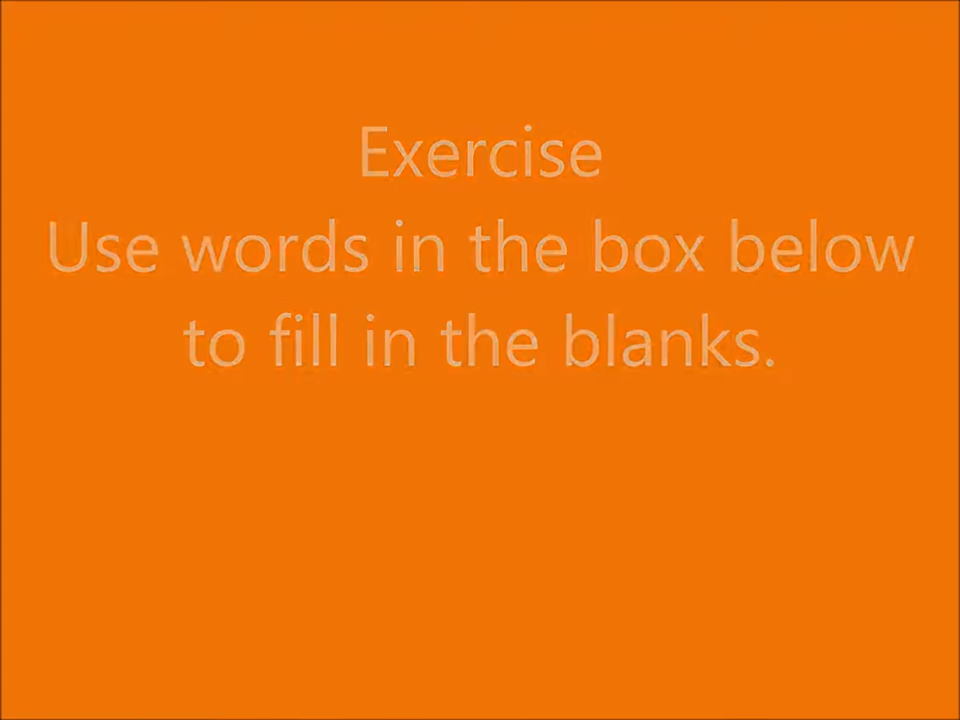 Exercise
Use words in the box below
to fill in the blanks.